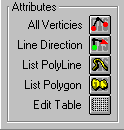 Attributes
All Verticies
Line Direction
List PolyLine
List Polygon
Edit Table